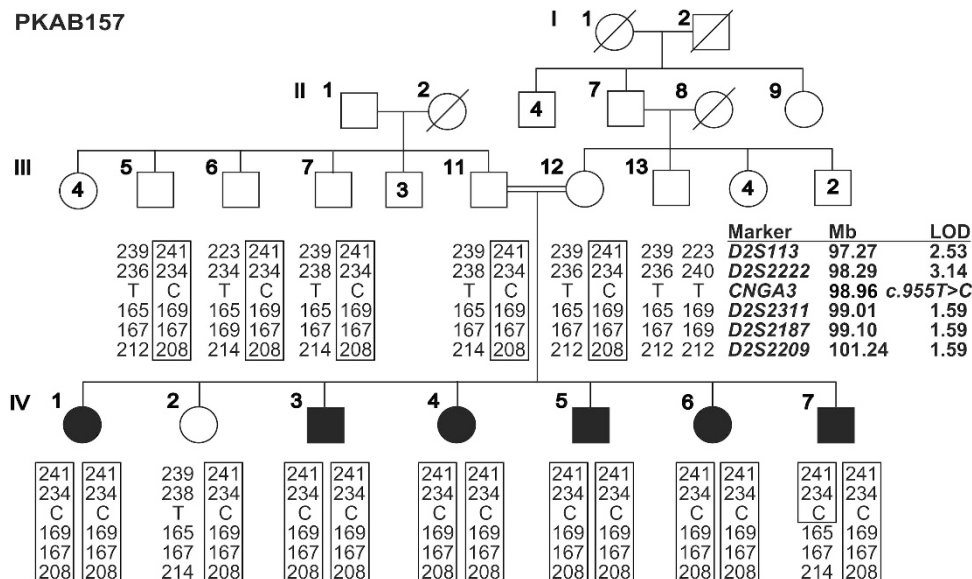 PKAB157
I 1 2
II 1 2 4 7 8 9
III 4 5 6 7 3 11 12 13 4 2
Marker Mb LOD
239 241 223 241 239 241 239 241 239 241 239 223 D2S113 97.27 2.53
236 234 234 234 238 234 238 234 236 234 236 240 D2S2222 98.29 3.14
T C T C T C T C T C T T CNGA3 98.96 c.955T>C
165 169 165 169 165 169 165 169 165 169 165 169 D2S2311 99.01 1.59
167 167 169 167 167 167 167 167 167 167 167 167 D2S2187 99.10 1.59
212 208 214 208 214 208 214 208 212 208 212 212 D2S2209 101.24 1.59
IV 1 2 3 4 5 6 7
241 241 239 241 241 241 241 241 241 241 241 241 241 241
234 234 238 234 234 234 234 234 234 234 234 234 234 234
C C T C C C C C C C C C C C
169 169 165 169 169 169 169 169 169 169 169 169 165 169
167 167 167 167 167 167 167 167 167 167 167 167 167 167
208 208 214 208 208 208 208 208 208 208 208 208 214 208